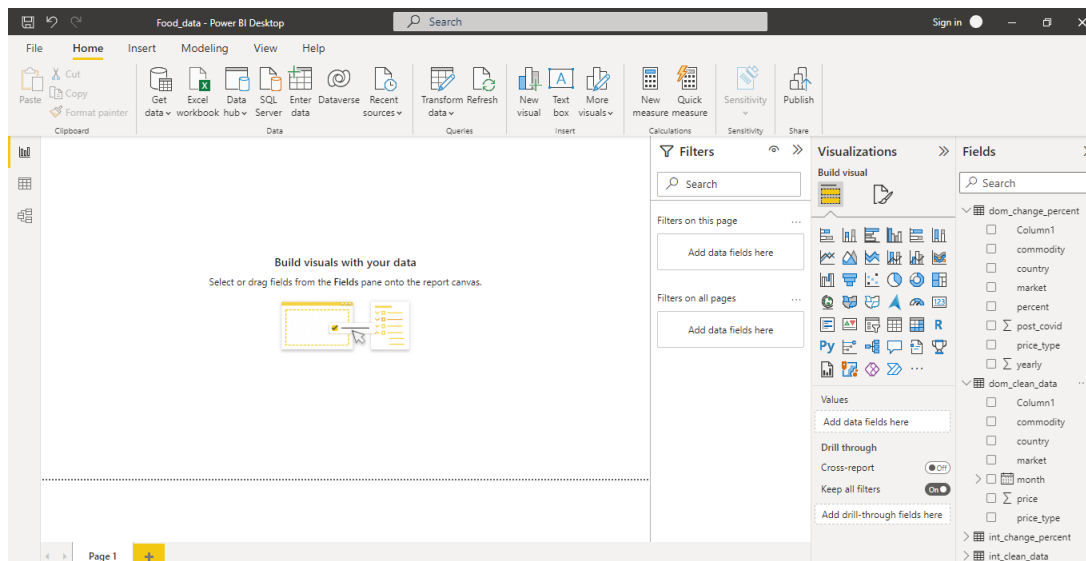 Food_data - Power BI Desktop
Search
Sign in
File Home Insert Modeling View Help
Paste
Cut
Copy
Format painter
Clipboard
Get data
Excel workbook
Data hub
SQL Server
Enter data
Dataverse
Recent sources
Data
Transform data
Refresh
Queries
New visual
Text box
More visuals
Insert
New measure
Quick measure
Calculations
Sensitivity
Sensitivity
Publish
Share
Build visuals with your data
Select or drag fields from the Fields pane onto the report canvas.
Page 1
Filters
Search
Filters on this page
Add data fields here
Filters on all pages
Add data fields here
Visualizations
Build visual
123
R
Py
Values
Add data fields here
Drill through
Cross-report
Off
Keep all filters
On
Add drill-through fields here
Fields
Search
dom_change_percent
Column1
commodity
country
market
percent
∑ post_covid
price_type
∑ yearly
dom_clean_data
Column1
commodity
country
market
month
∑ price
price_type
int_change_percent
int_clean_data